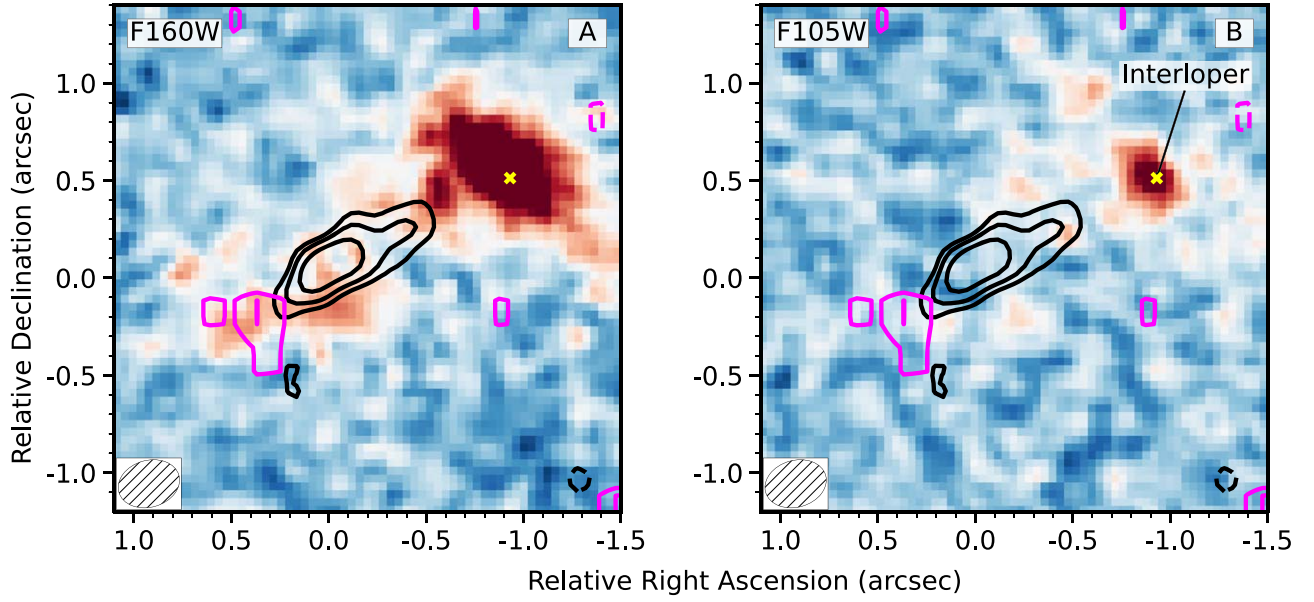 F160W
A
F105W
B
Interloper
1.0
0.5
0.0
-0.5
-1.0
Relative Declination (arcsec)
1.0 0.5 0.0 -0.5 -1.0 -1.5
1.0 0.5 0.0 -0.5 -1.0 -1.5
Relative Right Ascension (arcsec)